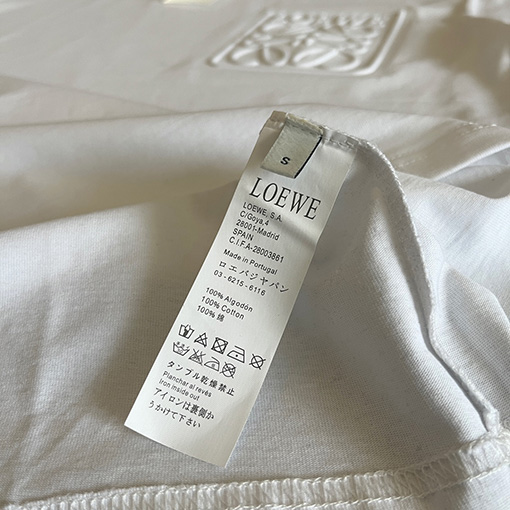 S
LOEWE
LOEWE, S.A.
C/Goya,4
28001-Madrid
SPAIN
C.I.F.A-28003861
Made in Portugal
ロエバジャパン
03-6215-6116
100% Algodón
100% Cotton
100% 綿
タンブル乾燥禁止
Planchar al revés
Iron inside out
アイロンは裏側か
らかけて下さい